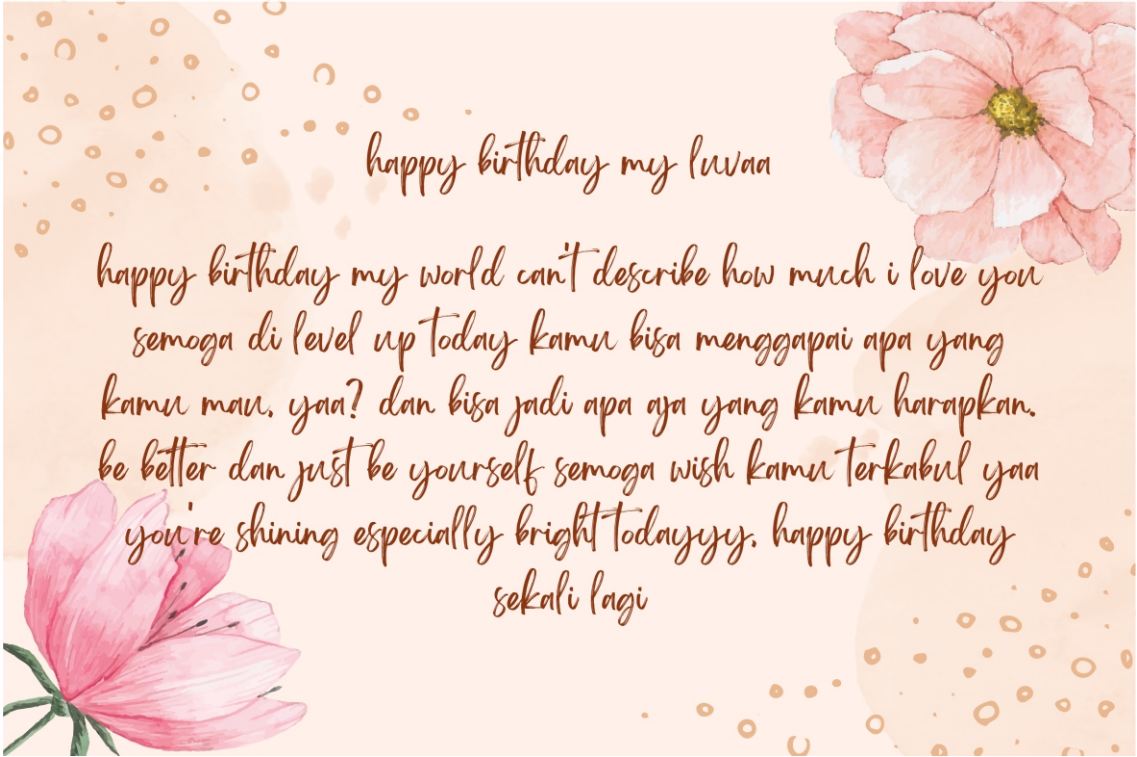 happy birthday my luvaa
happy birthday my world can't describe how much i love you
semoga di level up today kamu bisa menggapai apa yang
kamu mau, yaa? dan bisa jadi apa aja yang kamu harapkan.
be better dan just be yourself semoga wish kamu terkabul yaa
you're shining especially bright todayyy, happy birthday
sekali lagi